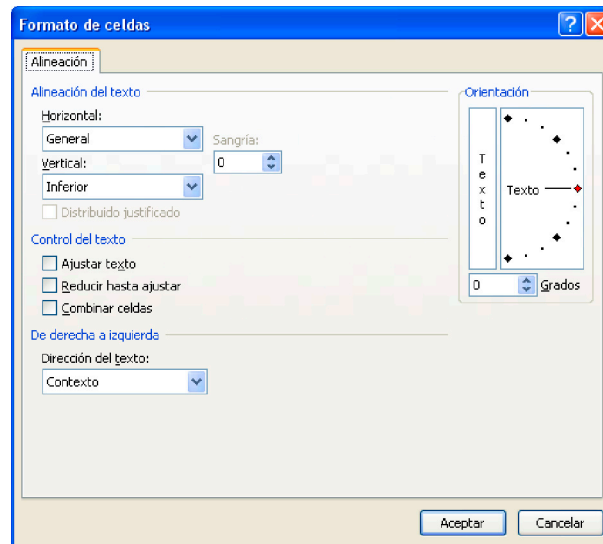 Formato de celdas
Alineación
Alineación del texto
Horizontal:
General
Sangría:
0
Vertical:
Inferior
Distribuido justificado
Control del texto
Ajustar texto
Reducir hasta ajustar
Combinar celdas
De derecha a izquierda
Dirección del texto:
Contexto
Orientación
Texto
Texto
0 Grados
Aceptar Cancelar